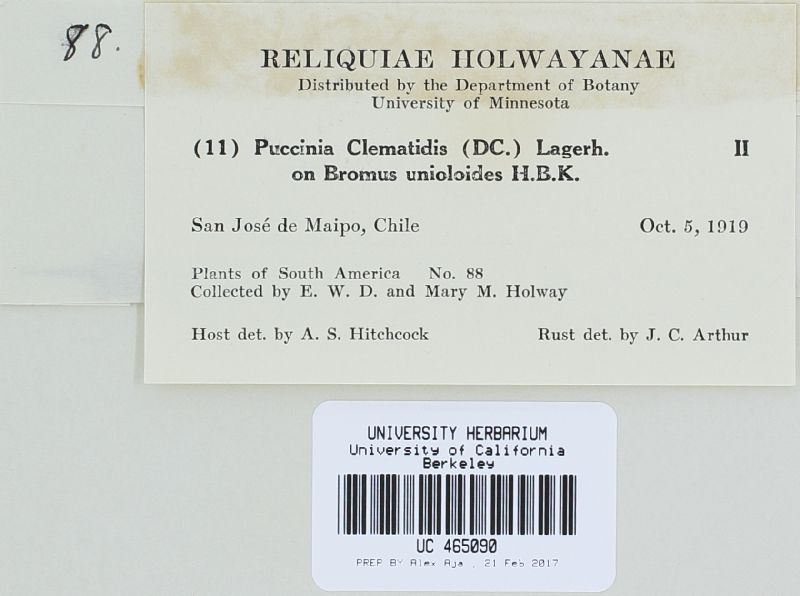 88.
RELIQUIAE HOLWAYANAE
Distributed by the Department of Botany
University of Minnesota
(11) Puccinia Clematidis (DC.) Lagerh. II
on Bromus unioloides H.B.K.
San José de Maipo, Chile Oct. 5, 1919
Plants of South America No. 88
Collected by E. W. D. and Mary M. Holway
Host det. by A. S. Hitchcock Rust det. by J. C. Arthur
UNIVERSITY HERBARIUM
University of California
Berkeley
UC 465090
PREP BY Alex Aja , 21 Feb 2017